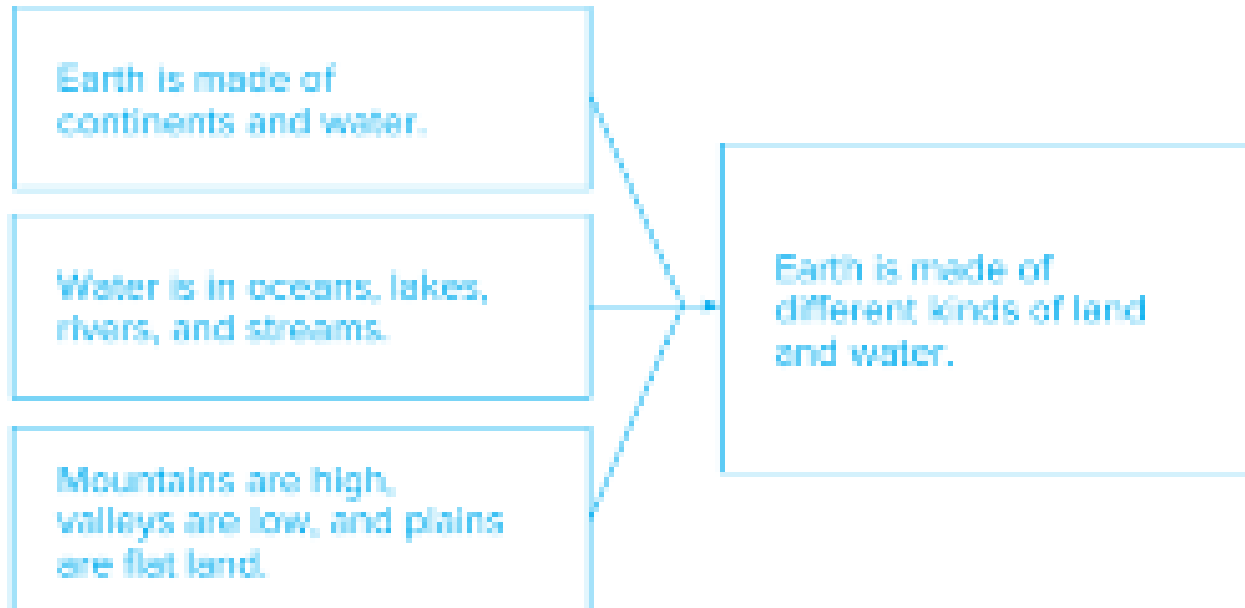 Earth is made of
continents and water.
Water is in oceans, lakes,
rivers, and streams.
Mountains are high,
valleys are low, and plains
are flat land.
Earth is made of
different kinds of land
and water.